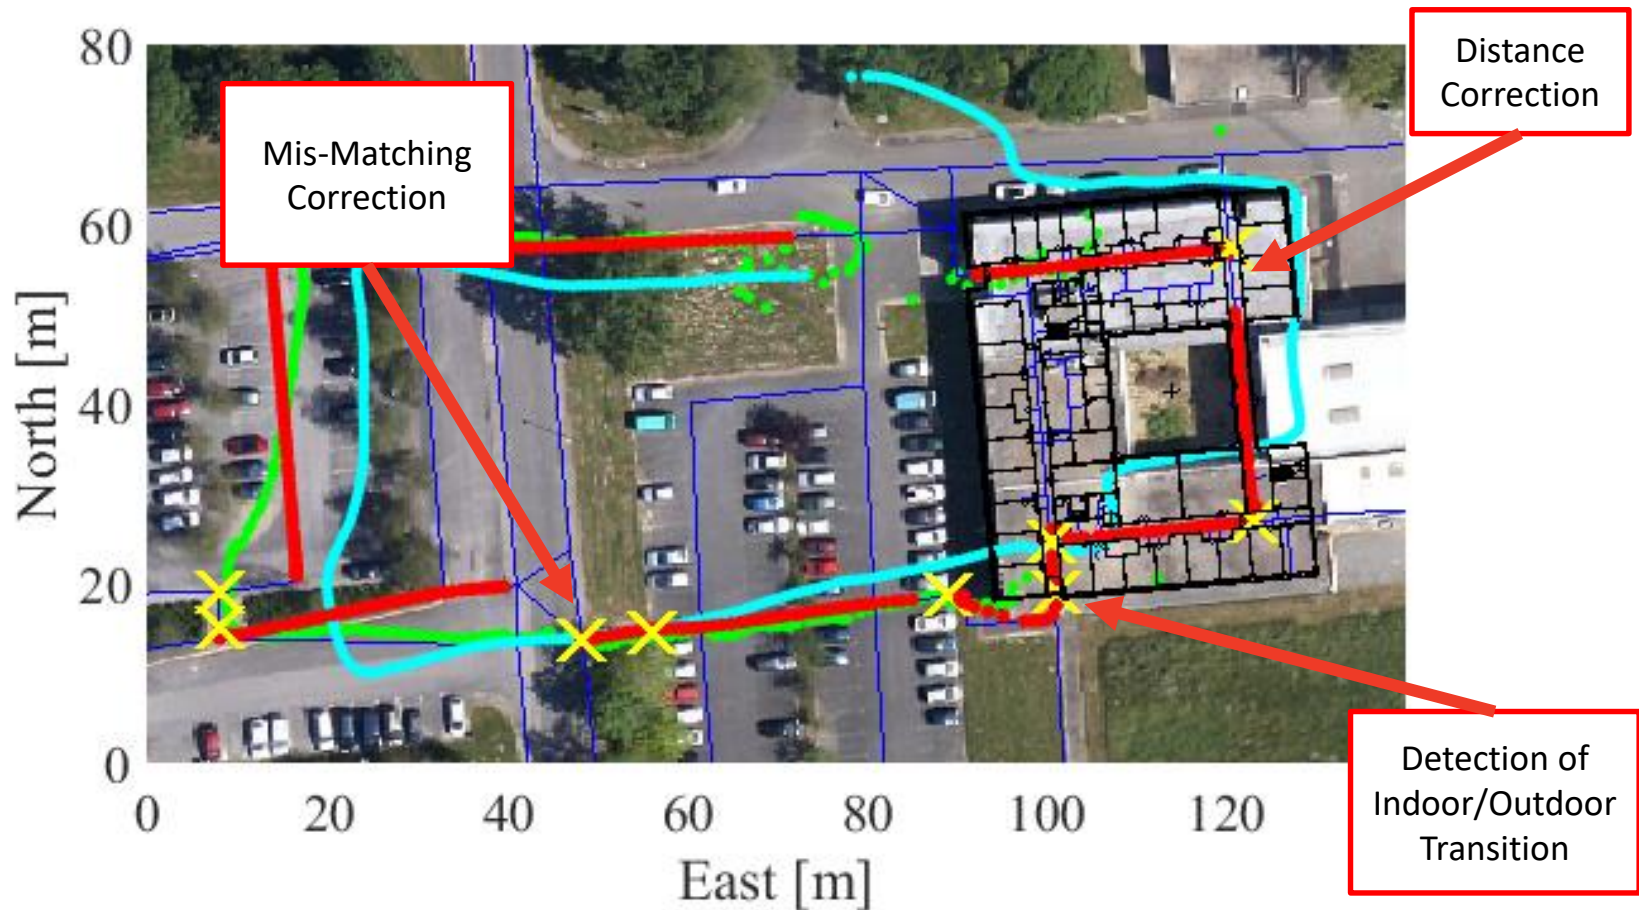 Distance
Correction
Mis-Matching
Correction
Detection of
Indoor/Outdoor
Transition
North [m]
80
60
40
20
0
0 20 40 60 80 100 120
East [m]